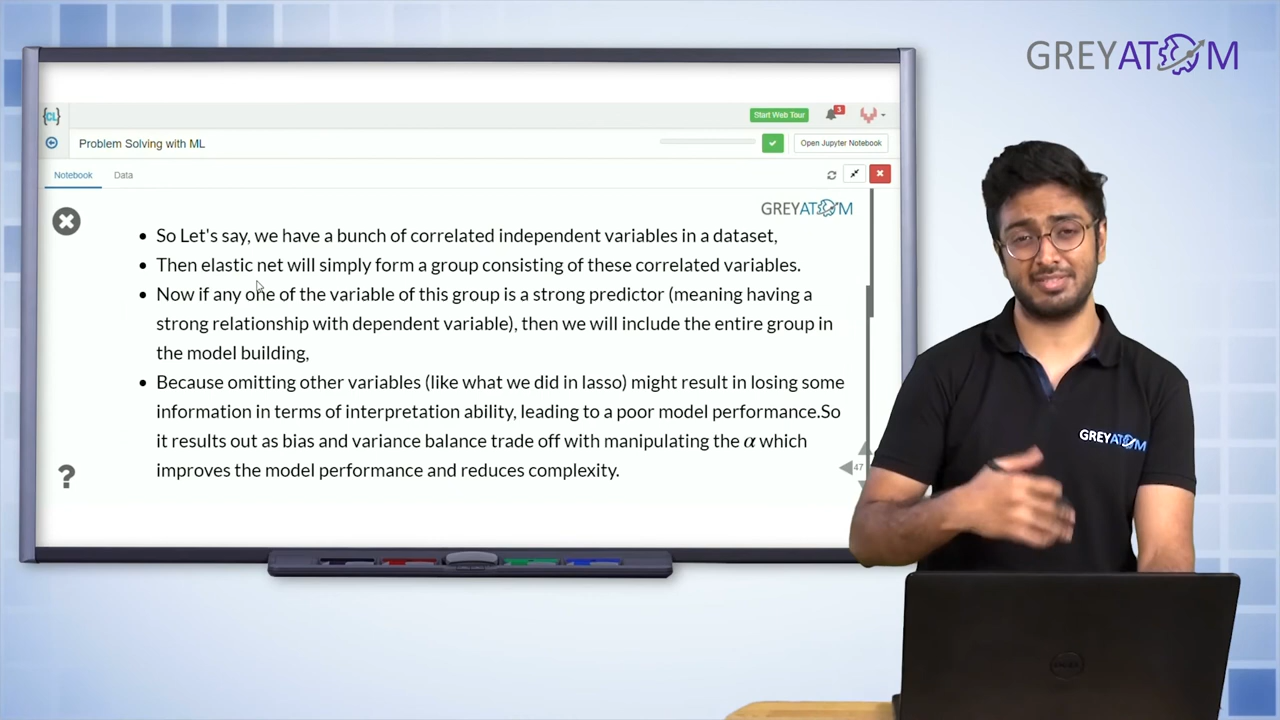 GREYATOM
{CL}
Start Web Tour
3
Problem Solving with ML
Open Jupyter Notebook
Notebook
Data
GREYATOM
So Let's say, we have a bunch of correlated independent variables in a dataset,
Then elastic net will simply form a group consisting of these correlated variables.
Now if any one of the variable of this group is a strong predictor (meaning having a
strong relationship with dependent variable), then we will include the entire group in
the model building,
Because omitting other variables (like what we did in lasso) might result in losing some
information in terms of interpretation ability, leading to a poor model performance.So
it results out as bias and variance balance trade off with manipulating the α which
improves the model performance and reduces complexity.
?
47
GREYATOM
DELL